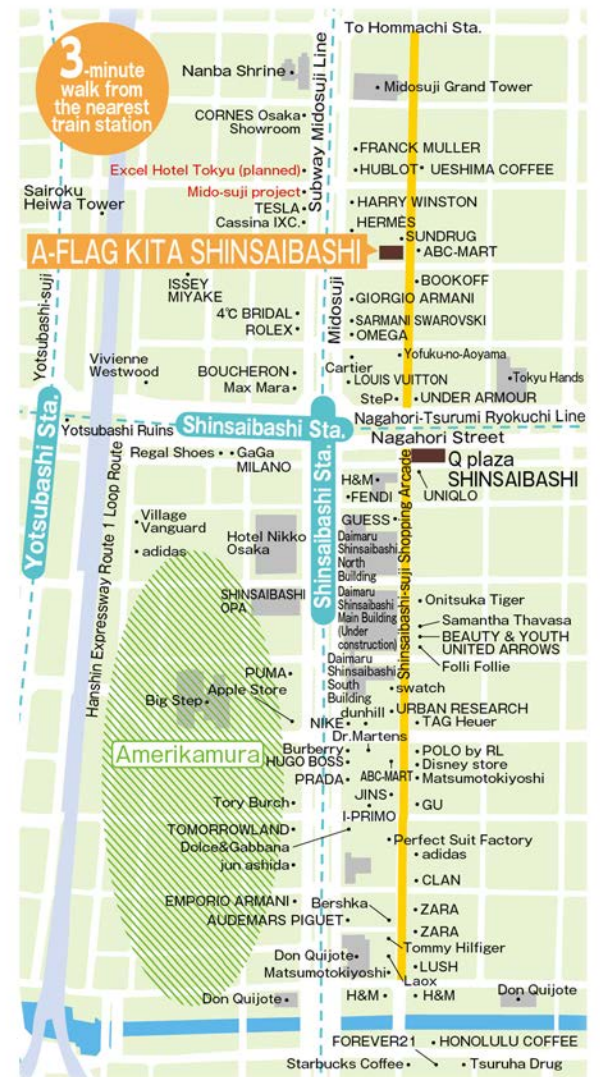 To Hommachi Sta.
3-minute
walk from
the nearest
train station
Nanba Shrine
Midosuji Grand Tower
CORNES Osaka
Showroom
Subway Midosuji Line
FRANCK MULLER
Excel Hotel Tokyu (planned)
HUBLOT
UESHIMA COFFEE
Sairoku
Heiwa Tower
Mido-suji project
TESLA
HARRY WINSTON
Cassina IXC.
HERMÈS
SUNDRUG
A-FLAG KITA SHINSAIBASHI
ABC-MART
Yotsubashi-suji
ISSEY
MIYAKE
BOOKOFF
GIORGIO ARMANI
Midosuji
4℃ BRIDAL
ROLEX
SARMANI SWAROVSKI
OMEGA
Vivienne
Westwood
Yofuku-no-Aoyama
Cartier
BOUCHERON
Max Mara
LOUIS VUITTON
Tokyu Hands
SteP
UNDER ARMOUR
Yotsubashi Sta.
Yotsubashi Ruins
Shinsaibashi Sta.
Nagahori-Tsurumi Ryokuchi Line
Nagahori Street
Regal Shoes
GaGa
MILANO
Shinsaibashi Sta.
Q plaza
SHINSAIBASHI
H&M
FENDI
UNIQLO
Hanshin Expressway Route 1 Loop Route
Shinsaibashi-suji Shopping Arcade
Village
Vanguard
adidas
Hotel Nikko
Osaka
GUESS
Daimaru
Shinsaibashi
North
Building
SHINSAIBASHI
OPA
Daimaru
Shinsaibashi
Main Building
(Under
construction)
Onitsuka Tiger
Samantha Thavasa
BEAUTY & YOUTH
UNITED ARROWS
Folli Follie
Daimaru
Shinsaibashi
South
Building
PUMA
Apple Store
Big Step
swatch
dunhill
URBAN RESEARCH
NIKE
TAG Heuer
Dr.Martens
Amerikamura
Burberry
HUGO BOSS
POLO by RL
Disney store
PRADA
ABC-MART
Matsumotokiyoshi
Tory Burch
JINS
GU
I-PRIMO
TOMORROWLAND
Dolce&Gabbana
jun ashida
Perfect Suit Factory
adidas
CLAN
EMPORIO ARMANI
Bershka
AUDEMARS PIGUET
ZARA
ZARA
Tommy Hilfiger
Don Quijote
Matsumotokiyoshi
LUSH
Laox
Don Quijote
H&M
H&M
Don Quijote
FOREVER21
HONOLULU COFFEE
Starbucks Coffee
Tsuruha Drug